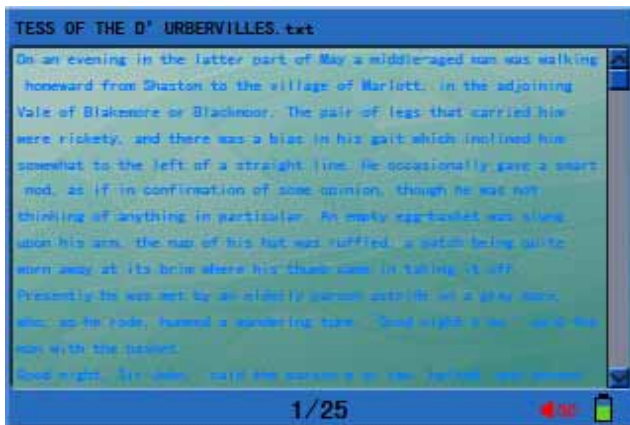 TESS OF THE D' URBERVILLES.txt
On an evening in the latter part of May a middle-aged man was walking
homeward from Shaston to the village of Marlott, in the adjoining
Vale of Blakemore or Blackmoor. The pair of legs that carried him
were rickety, and there was a bias in his gait which inclined him
somewhat to the left of a straight line. He occasionally gave a smart
nod, as if in confirmation of some opinion, though he was not
thinking of anything in particular. An empty egg-basket was slung
upon his arm, the nap of his hat was ruffled, a patch being quite
worn away at its brim where his thumb came in taking it off.
Presently he was met by an elderly parson astride on a gray mare,
who, as he rode, hummed a wandering tune. Good night said the
man with the basket.
Good night, Sir John, said the
1/25